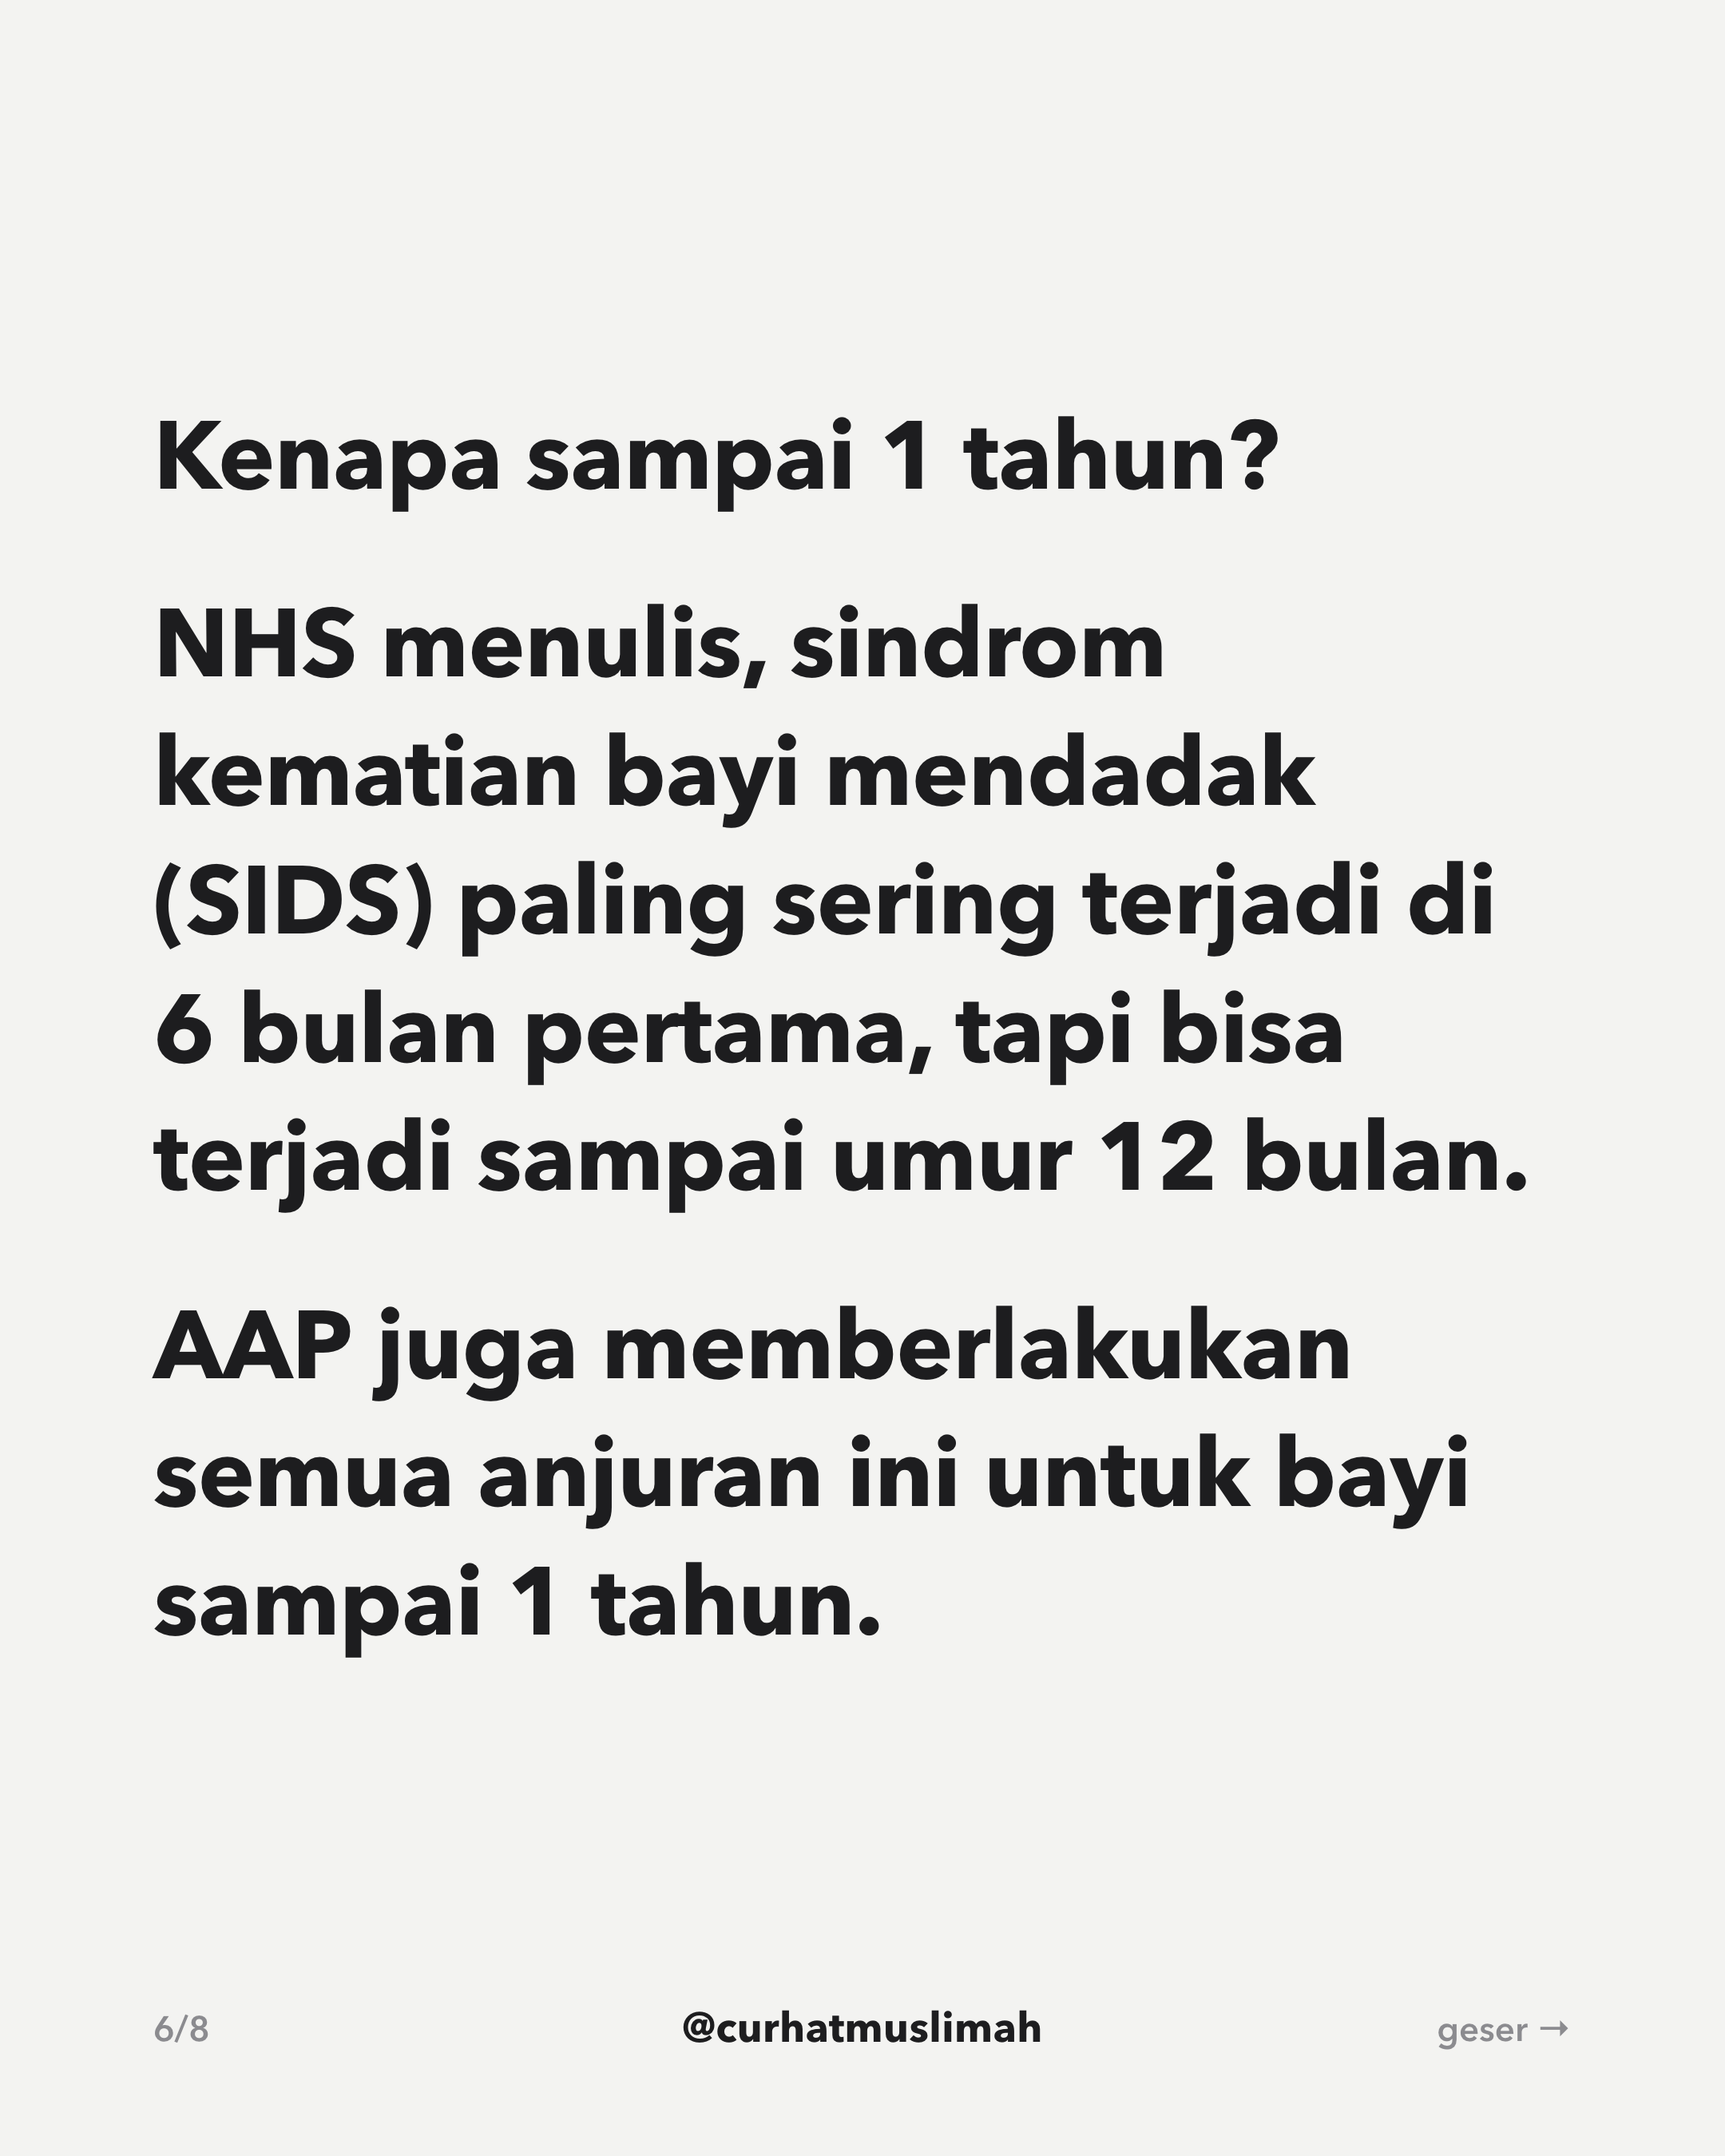 Kenapa sampai 1 tahun?
NHS menulis, sindrom
kematian bayi mendadak
(SIDS) paling sering terjadi di
6 bulan pertama, tapi bisa
terjadi sampai umur 12 bulan.
AAP juga memberlakukan
semua anjuran ini untuk bayi
sampai 1 tahun.
6/8 @curhatmuslimah geser →